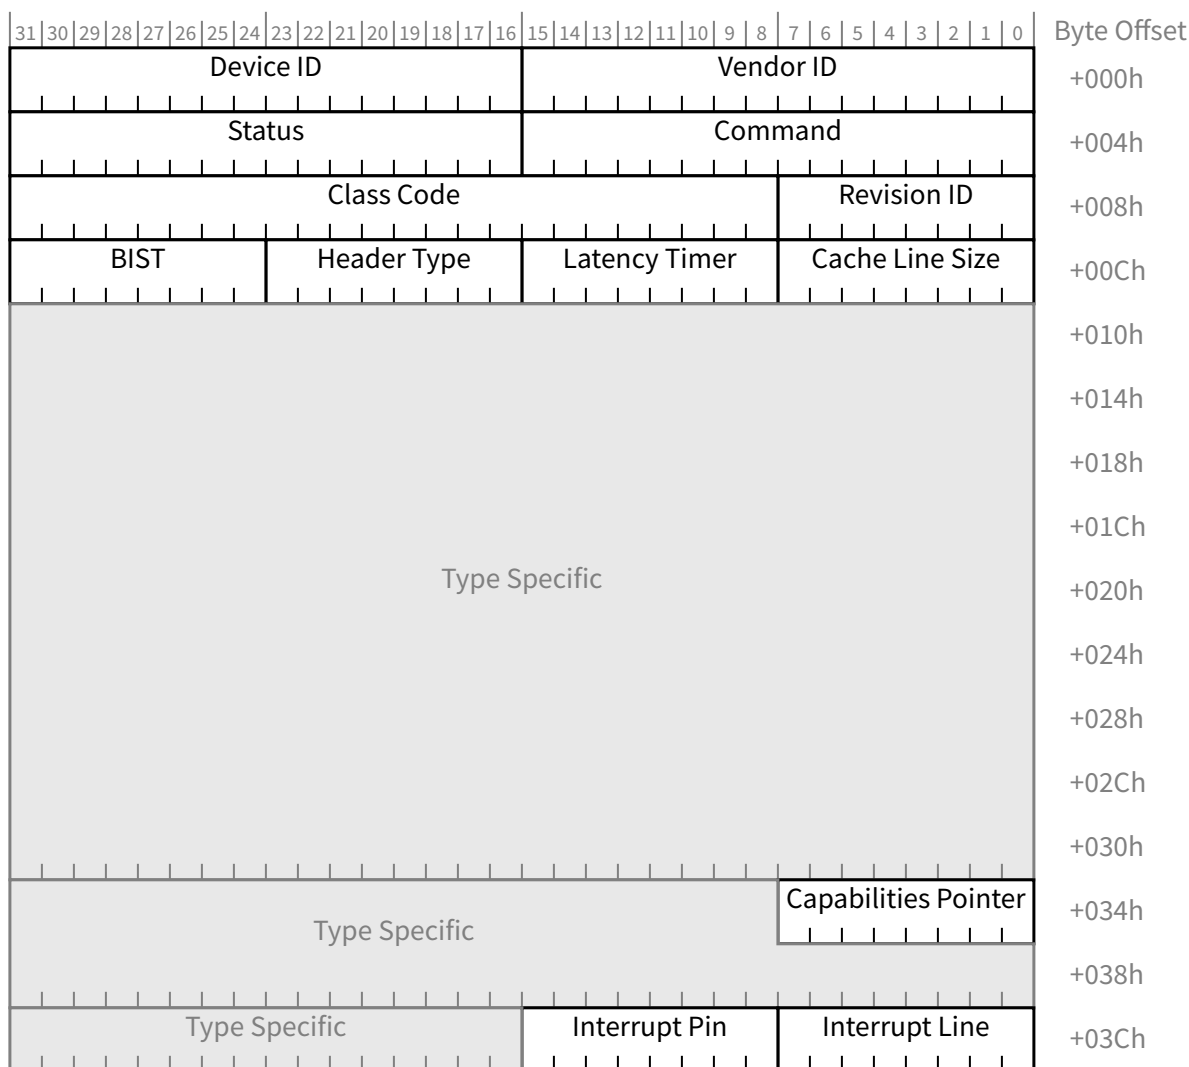 31 30 29 28 27 26 25 24 23 22 21 20 19 18 17 16 15 14 13 12 11 10 9 8 7 6 5 4 3 2 1 0 Byte Offset
Device ID Vendor ID +000h
Status Command +004h
Class Code Revision ID +008h
BIST Header Type Latency Timer Cache Line Size +00Ch
+010h
+014h
+018h
+01Ch
Type Specific +020h
+024h
+028h
+02Ch
+030h
Capabilities Pointer +034h
Type Specific
+038h
Type Specific Interrupt Pin Interrupt Line +03Ch